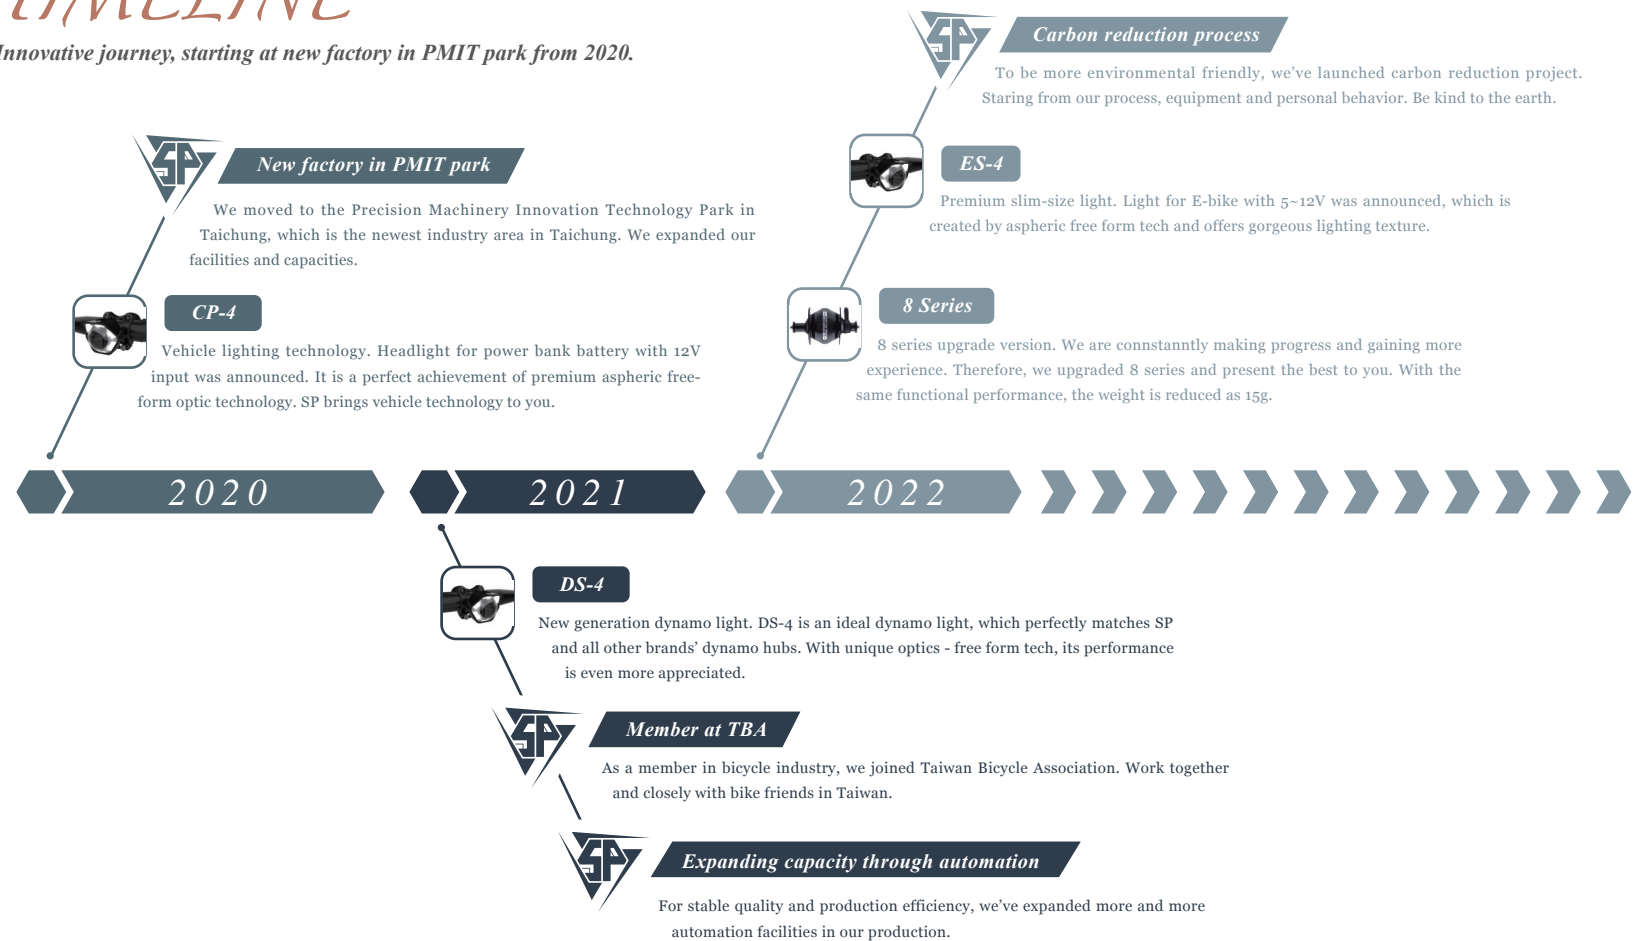 TIMELINE
Innovative journey, starting at new factory in PMIT park from 2020.
SP
New factory in PMIT park
We moved to the Precision Machinery Innovation Technology Park in
Taichung, which is the newest industry area in Taichung. We expanded our
facilities and capacities.
CP-4
Vehicle lighting technology. Headlight for power bank battery with 12V
input was announced. It is a perfect achievement of premium aspheric free-
form optic technology. SP brings vehicle technology to you.
SP
Carbon reduction process
To be more environmental friendly, we’ve launched carbon reduction project.
Staring from our process, equipment and personal behavior. Be kind to the earth.
ES-4
Premium slim-size light. Light for E-bike with 5~12V was announced, which is
created by aspheric free form tech and offers gorgeous lighting texture.
8 Series
8 series upgrade version. We are connstanntly making progress and gaining more
experience. Therefore, we upgraded 8 series and present the best to you. With the
same functional performance, the weight is reduced as 15g.
2020
2021
2022
DS-4
New generation dynamo light. DS-4 is an ideal dynamo light, which perfectly matches SP
and all other brands’ dynamo hubs. With unique optics - free form tech, its performance
is even more appreciated.
SP
Member at TBA
As a member in bicycle industry, we joined Taiwan Bicycle Association. Work together
and closely with bike friends in Taiwan.
SP
Expanding capacity through automation
For stable quality and production efficiency, we’ve expanded more and more
automation facilities in our production.